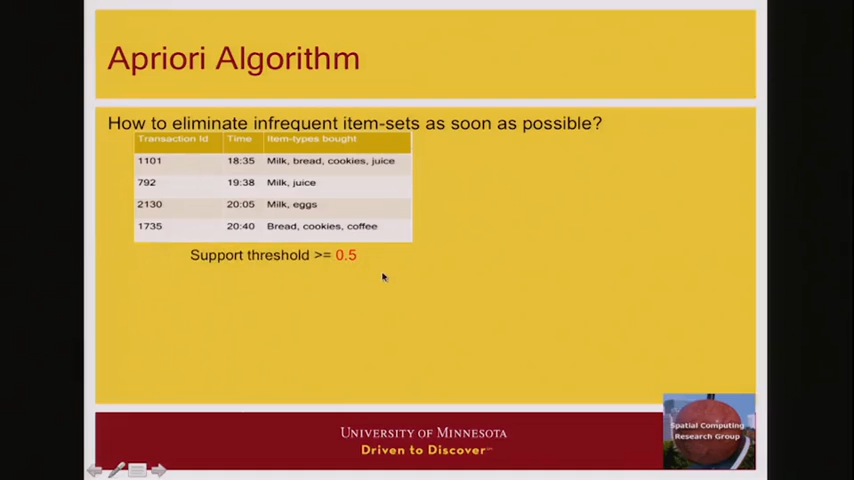 Apriori Algorithm
How to eliminate infrequent item-sets as soon as possible?
Transaction Id Time Item-types bought
1101 18:35 Milk, bread, cookies, juice
792 19:38 Milk, juice
2130 20:05 Milk, eggs
1735 20:40 Bread, cookies, coffee
Support threshold >= 0.5
UNIVERSITY OF MINNESOTA
Driven to Discover
Spatial Computing
Research Group